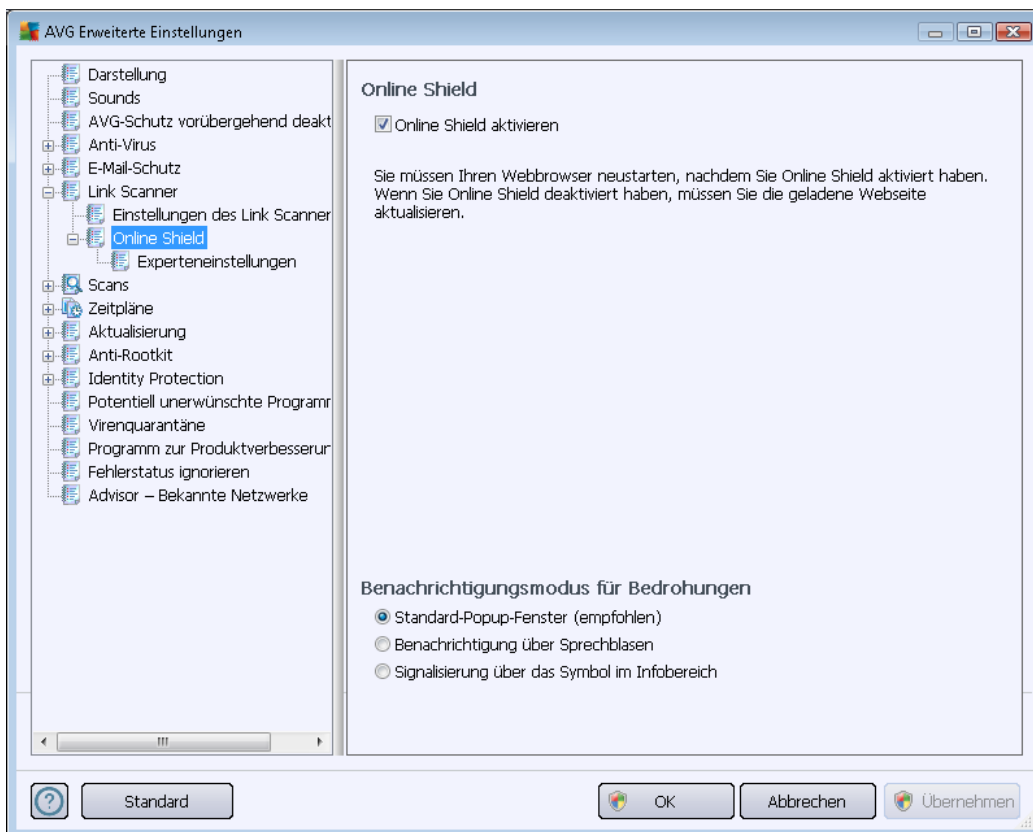 AVG Erweiterte Einstellungen
Darstellung
Sounds
AVG-Schutz vorübergehend deakt
Anti-Virus
E-Mail-Schutz
Link Scanner
Einstellungen des Link Scanner
Online Shield
Experteneinstellungen
Scans
Zeitpläne
Aktualisierung
Anti-Rootkit
Identity Protection
Potentiell unerwünschte Programm
Virenquarantäne
Programm zur Produktverbesserun
Fehlerstatus ignorieren
Advisor – Bekannte Netzwerke
Online Shield
Online Shield aktivieren
Sie müssen Ihren Webbrowser neustarten, nachdem Sie Online Shield aktiviert haben.
Wenn Sie Online Shield deaktiviert haben, müssen Sie die geladene Webseite
aktualisieren.
Benachrichtigungsmodus für Bedrohungen
Standard-Popup-Fenster (empfohlen)
Benachrichtigung über Sprechblasen
Signalisierung über das Symbol im Infobereich
Standard
OK
Abbrechen
Übernehmen